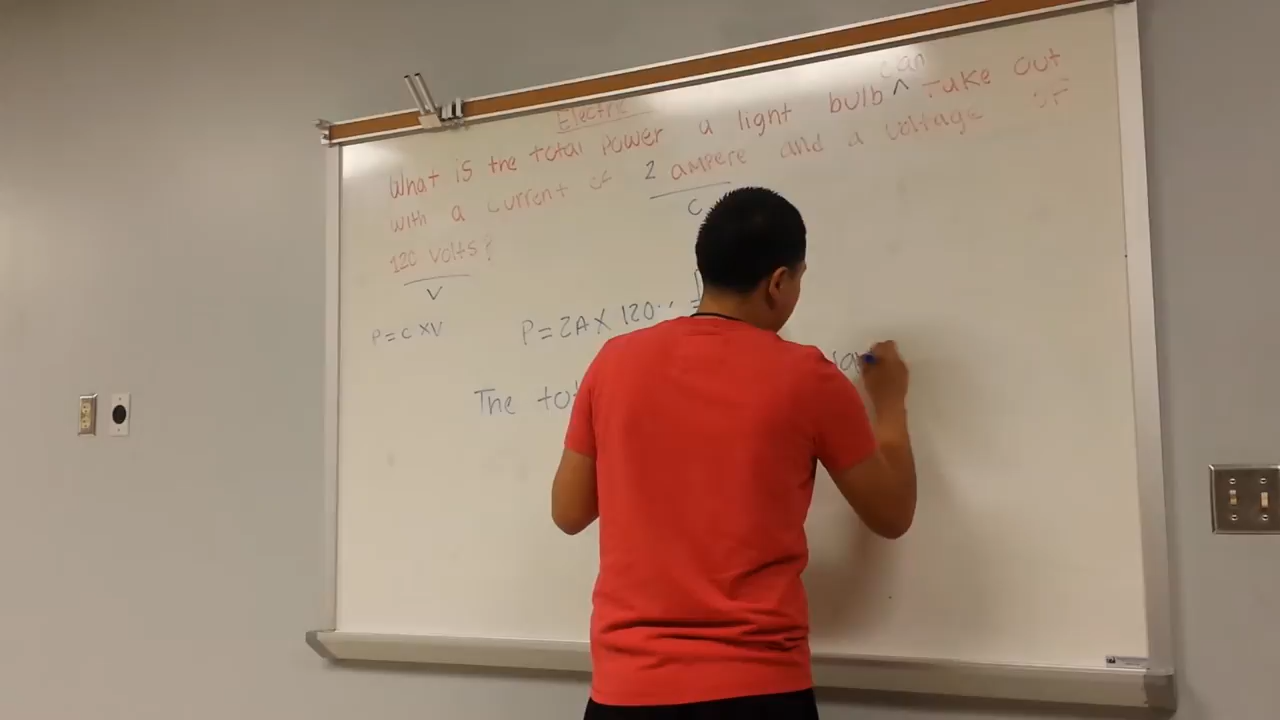 Electric
What is the total power a light bulb can ^ take out
with a current of 2 ampere and a voltage of
120 volts?
C
V
P = C X V
P = 2A X 120
The tot